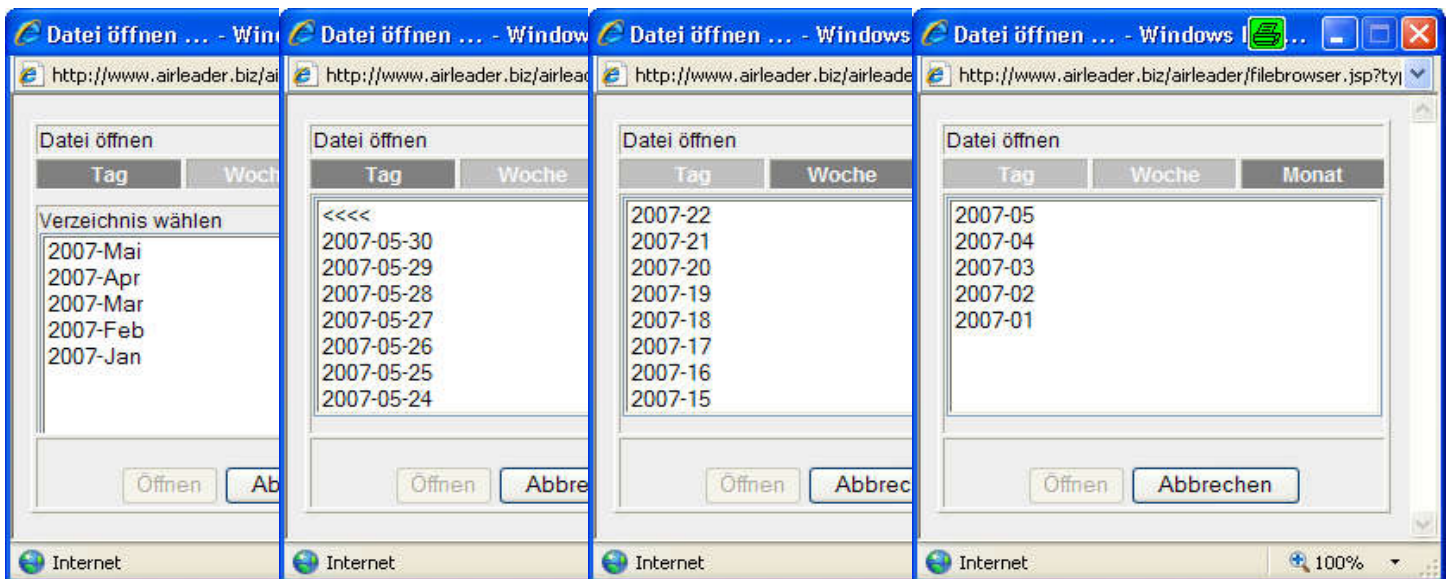 Datei öffnen ... - Win
http://www.airleader.biz/ai
Datei öffnen
Tag Woch
Verzeichnis wählen
2007-Mai
2007-Apr
2007-Mar
2007-Feb
2007-Jan
Öffnen Ab
Internet
Datei öffnen ... - Window
http://www.airleader.biz/airlead
Datei öffnen
Tag Woche
<<<<
2007-05-30
2007-05-29
2007-05-28
2007-05-27
2007-05-26
2007-05-25
2007-05-24
Öffnen Abbre
Internet
Datei öffnen ... - Windows
http://www.airleader.biz/airleade
Datei öffnen
Tag Woche
2007-22
2007-21
2007-20
2007-19
2007-18
2007-17
2007-16
2007-15
Öffnen Abbrec
Internet
Datei öffnen ... - Windows I...
http://www.airleader.biz/airleader/filebrowser.jsp?ty
Datei öffnen
Tag Woche Monat
2007-05
2007-04
2007-03
2007-02
2007-01
Öffnen Abbrechen
Internet 100%